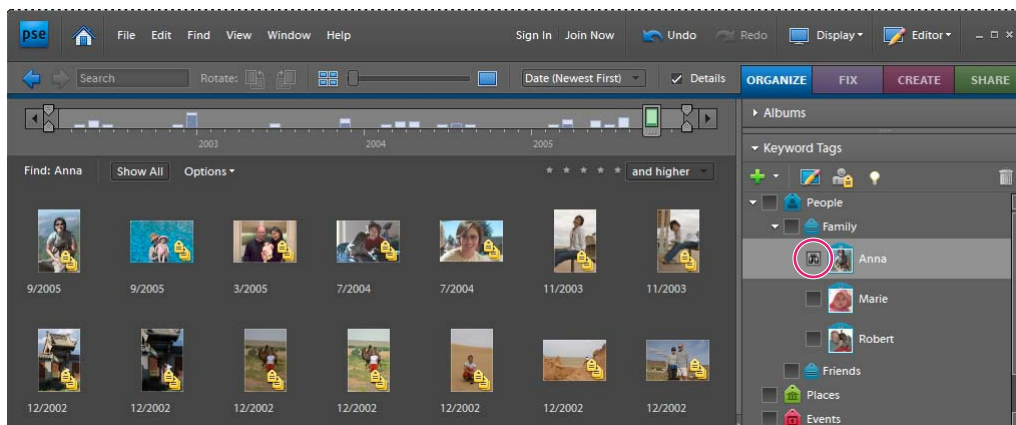 pse File Edit Find View Window Help Sign In Join Now Undo Redo Display Editor
Search Rotate: Date (Newest First) Details ORGANIZE FIX CREATE SHARE
Albums
2003 2004 2005
Keyword Tags
Find: Anna Show All Options and higher
People
Family
Anna
9/2005 9/2005 3/2005 7/2004 7/2004 11/2003 11/2003
Marie
Robert
Friends
Places
12/2002 12/2002 12/2002 12/2002 12/2002 12/2002 12/2002
Events